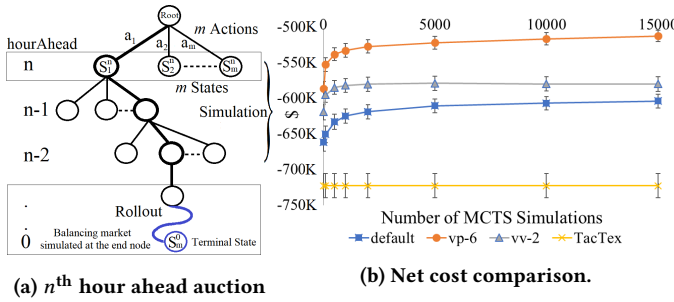 Root
a1 a2 am m Actions
hourAhead
n
S1n S2n Smn
m States
Simulation
n-1
n-2
Rollout
.
.
0
Balancing market
simulated at the end node
Sm0
Terminal State
(a) nth hour ahead auction
0 5000 10000 15000
-500K
-550K
-600K
-650K
-700K
-750K
$
Number of MCTS Simulations
default vp-6 vv-2 TacTex
(b) Net cost comparison.